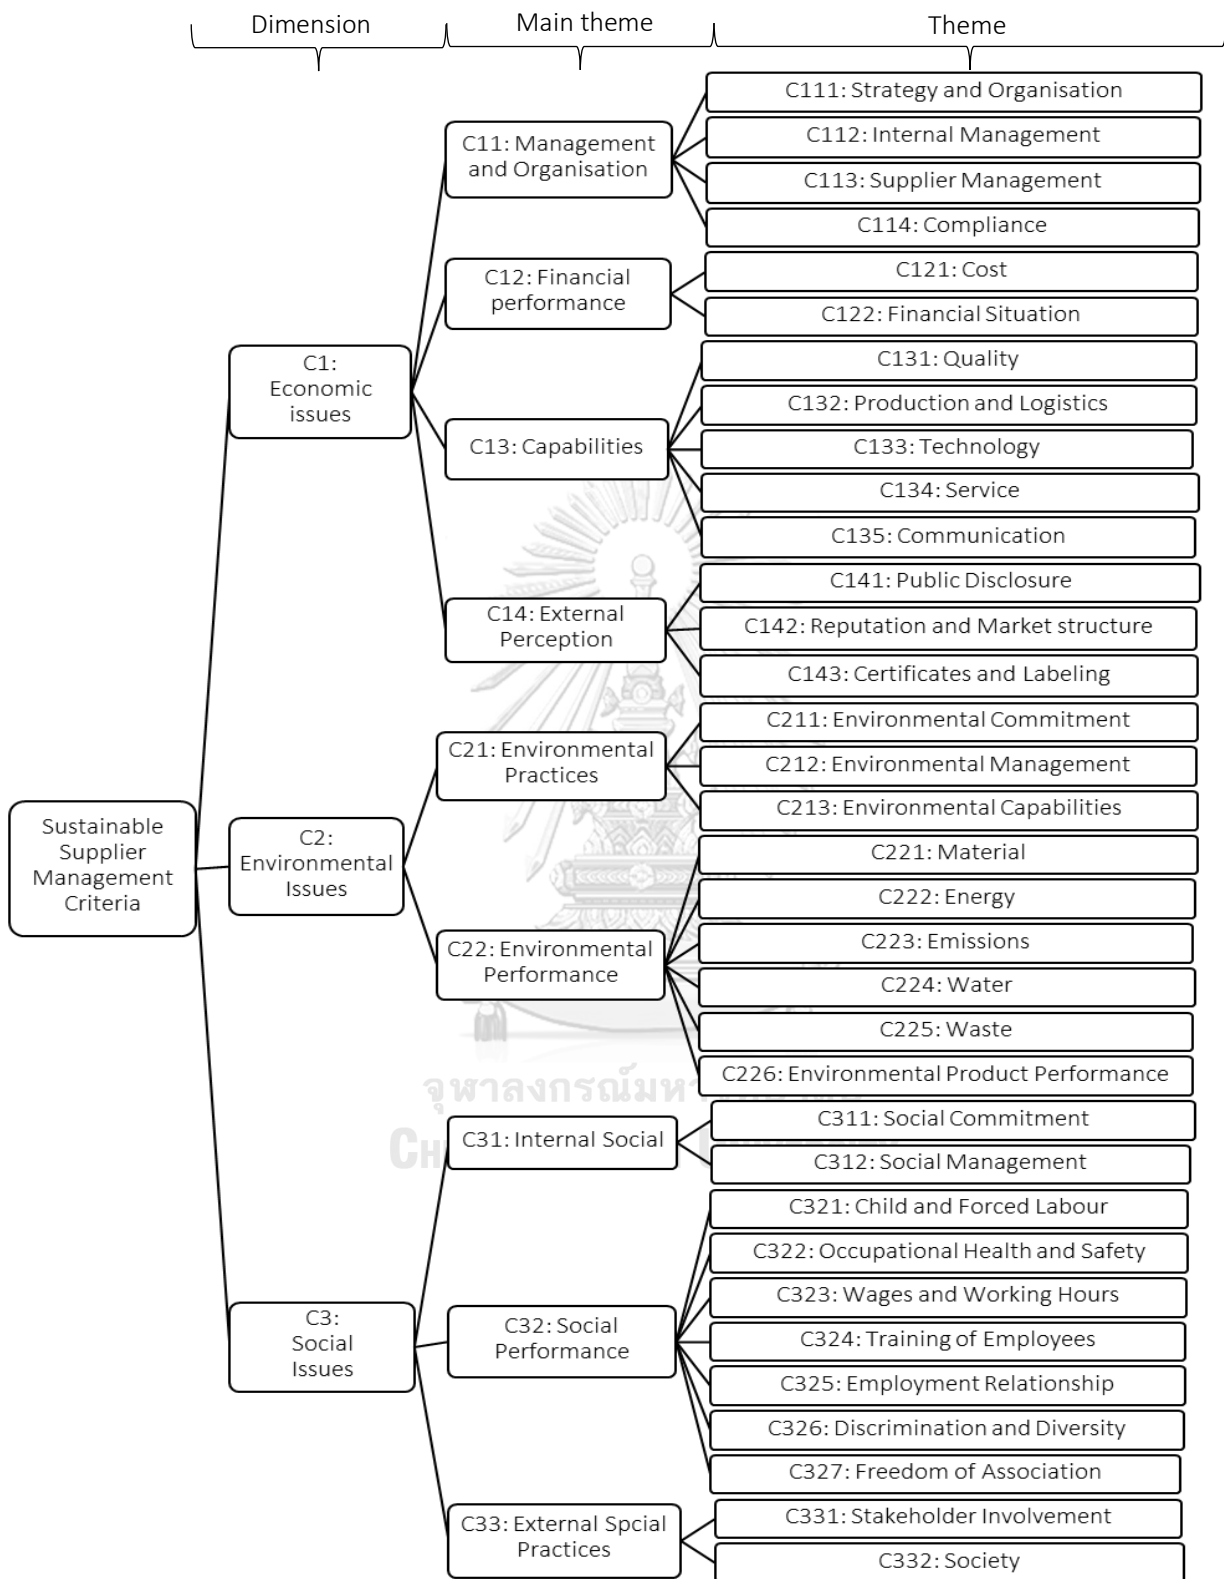 Dimension
Main theme
Theme
Sustainable
Supplier
Management
Criteria
C1:
Economic
issues
C11: Management
and Organisation
C111: Strategy and Organisation
C112: Internal Management
C113: Supplier Management
C114: Compliance
C12: Financial
performance
C121: Cost
C122: Financial Situation
C13: Capabilities
C131: Quality
C132: Production and Logistics
C133: Technology
C134: Service
C135: Communication
C14: External
Perception
C141: Public Disclosure
C142: Reputation and Market structure
C143: Certificates and Labeling
C2:
Environmental
Issues
C21: Environmental
Practices
C211: Environmental Commitment
C212: Environmental Management
C213: Environmental Capabilities
C22: Environmental
Performance
C221: Material
C222: Energy
C223: Emissions
C224: Water
C225: Waste
C226: Environmental Product Performance
C3:
Social
Issues
C31: Internal Social
C311: Social Commitment
C312: Social Management
C32: Social
Performance
C321: Child and Forced Labour
C322: Occupational Health and Safety
C323: Wages and Working Hours
C324: Training of Employees
C325: Employment Relationship
C326: Discrimination and Diversity
C327: Freedom of Association
C33: External Spcial
Practices
C331: Stakeholder Involvement
C332: Society